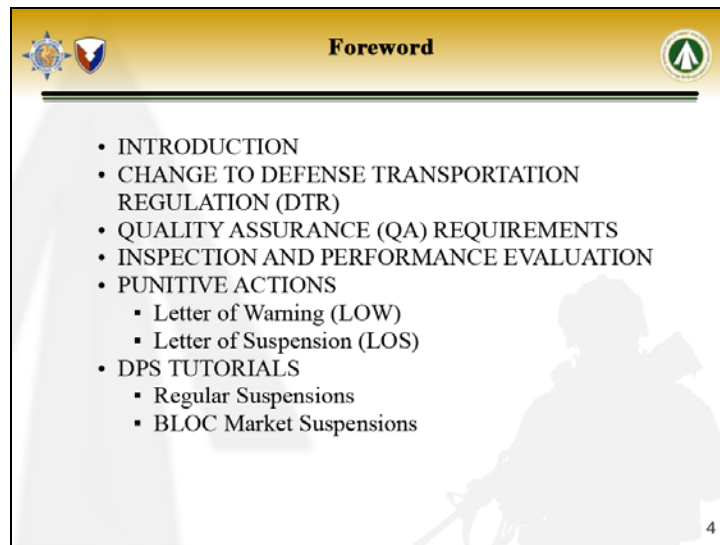 Foreword
• INTRODUCTION
• CHANGE TO DEFENSE TRANSPORTATION
REGULATION (DTR)
• QUALITY ASSURANCE (QA) REQUIREMENTS
• INSPECTION AND PERFORMANCE EVALUATION
• PUNITIVE ACTIONS
▪ Letter of Warning (LOW)
▪ Letter of Suspension (LOS)
• DPS TUTORIALS
▪ Regular Suspensions
▪ BLOC Market Suspensions
4